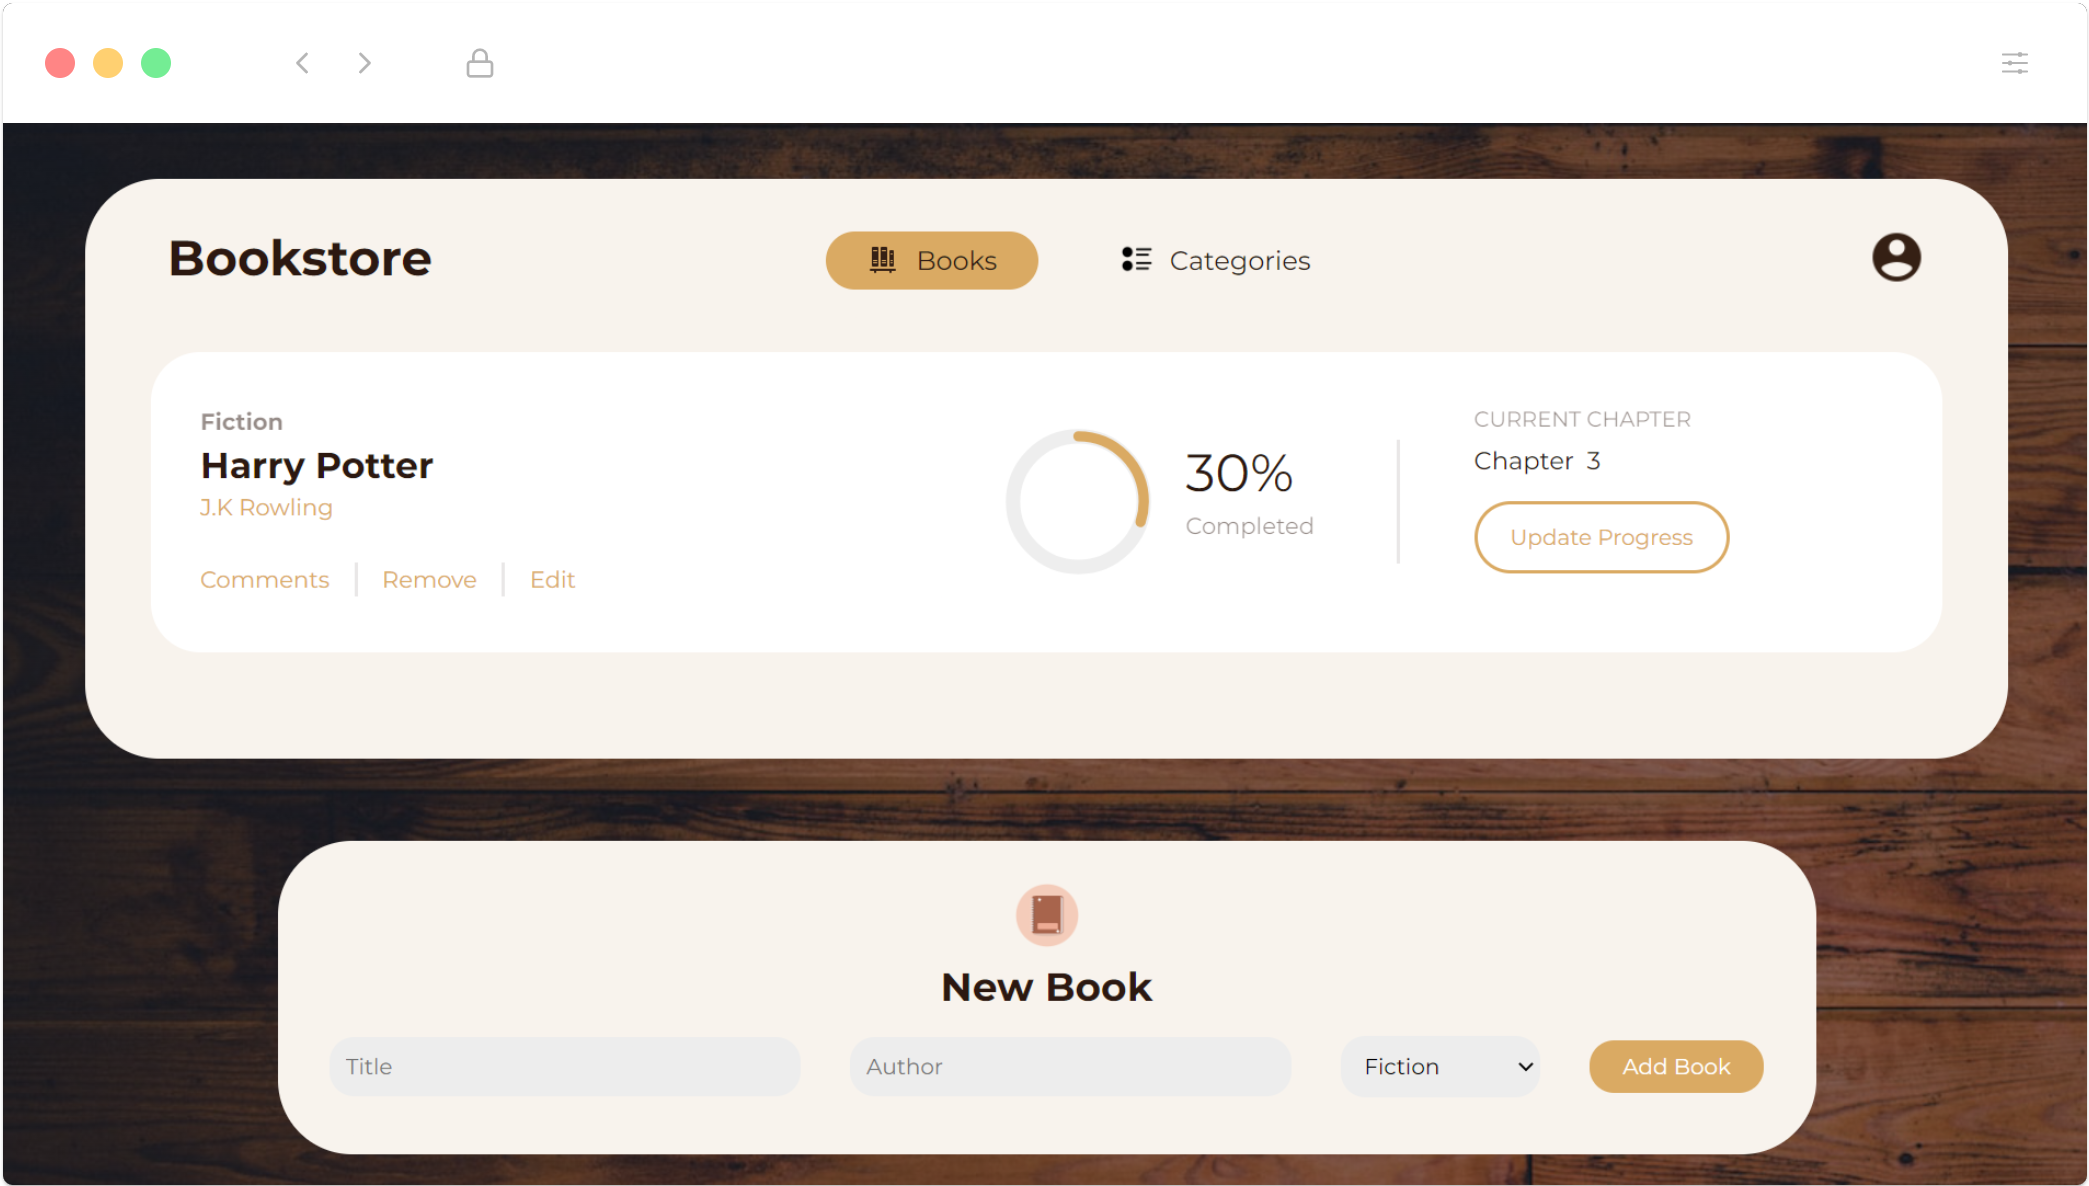 Bookstore
Books
Categories
Fiction
Harry Potter
J.K Rowling
Comments
Remove
Edit
30%
Completed
CURRENT CHAPTER
Chapter 3
Update Progress
New Book
Title
Author
Fiction
Add Book